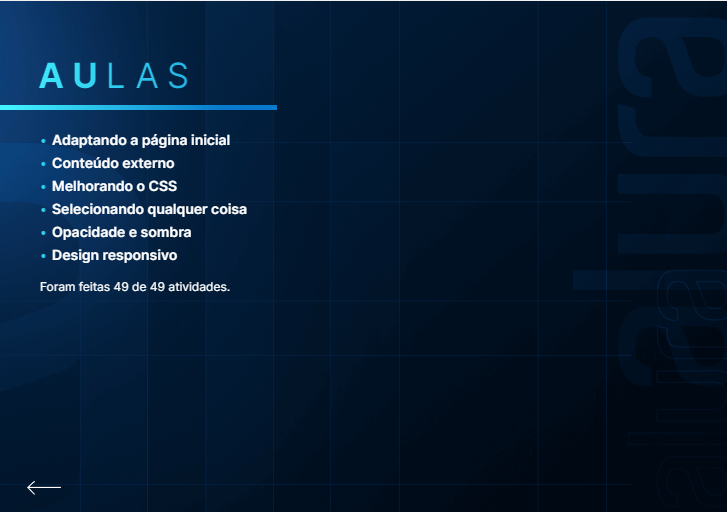 AULAS
• Adaptando a página inicial
• Conteúdo externo
• Melhorando o CSS
• Selecionando qualquer coisa
• Opacidade e sombra
• Design responsivo
Foram feitas 49 de 49 atividades.
alura
alura